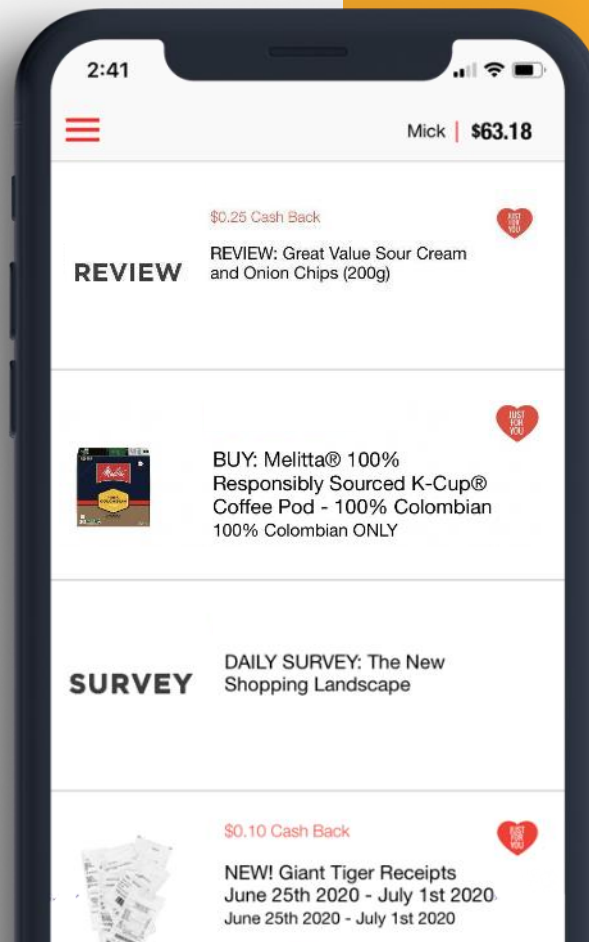 2:41
Mick | $63.18
$0.25 Cash Back
JUST
FOR
YOU
REVIEW
REVIEW: Great Value Sour Cream
and Onion Chips (200g)
JUST
FOR
YOU
Melitta
BUY: Melitta® 100%
Responsibly Sourced K-Cup®
Coffee Pod - 100% Colombian
100% Colombian ONLY
SURVEY
DAILY SURVEY: The New
Shopping Landscape
$0.10 Cash Back
JUST
FOR
YOU
NEW! Giant Tiger Receipts
June 25th 2020 - July 1st 2020
June 25th 2020 - July 1st 2020